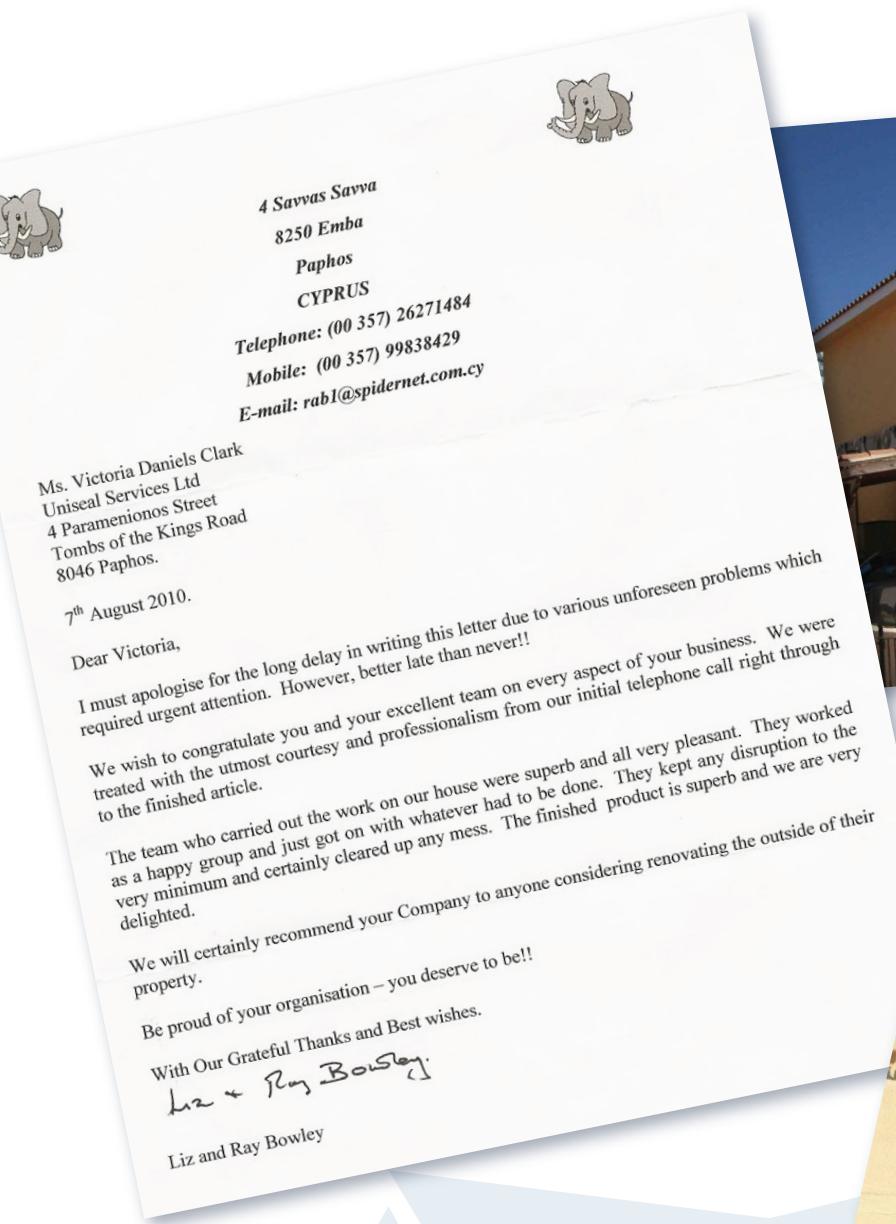 4 Savvas Savva
8250 Emba
Paphos
CYPRUS
Telephone: (00 357) 26271484
Mobile: (00 357) 99838429
E-mail: rab1@spidernet.com.cy
Ms. Victoria Daniels Clark
Uniseal Services Ltd
4 Paramenionos Street
Tombs of the Kings Road
8046 Paphos.
7th August 2010.
Dear Victoria,
I must apologise for the long delay in writing this letter due to various unforeseen problems which
required urgent attention. However, better late than never!!
We wish to congratulate you and your excellent team on every aspect of your business. We were
treated with the utmost courtesy and professionalism from our initial telephone call right through
to the finished article.
The team who carried out the work on our house were superb and all very pleasant. They worked
as a happy group and just got on with whatever had to be done. They kept any disruption to the
very minimum and certainly cleared up any mess. The finished product is superb and we are very
delighted.
We will certainly recommend your Company to anyone considering renovating the outside of their
property.
Be proud of your organisation – you deserve to be!!
With Our Grateful Thanks and Best wishes.
Liz + Ray Bowley.
Liz and Ray Bowley